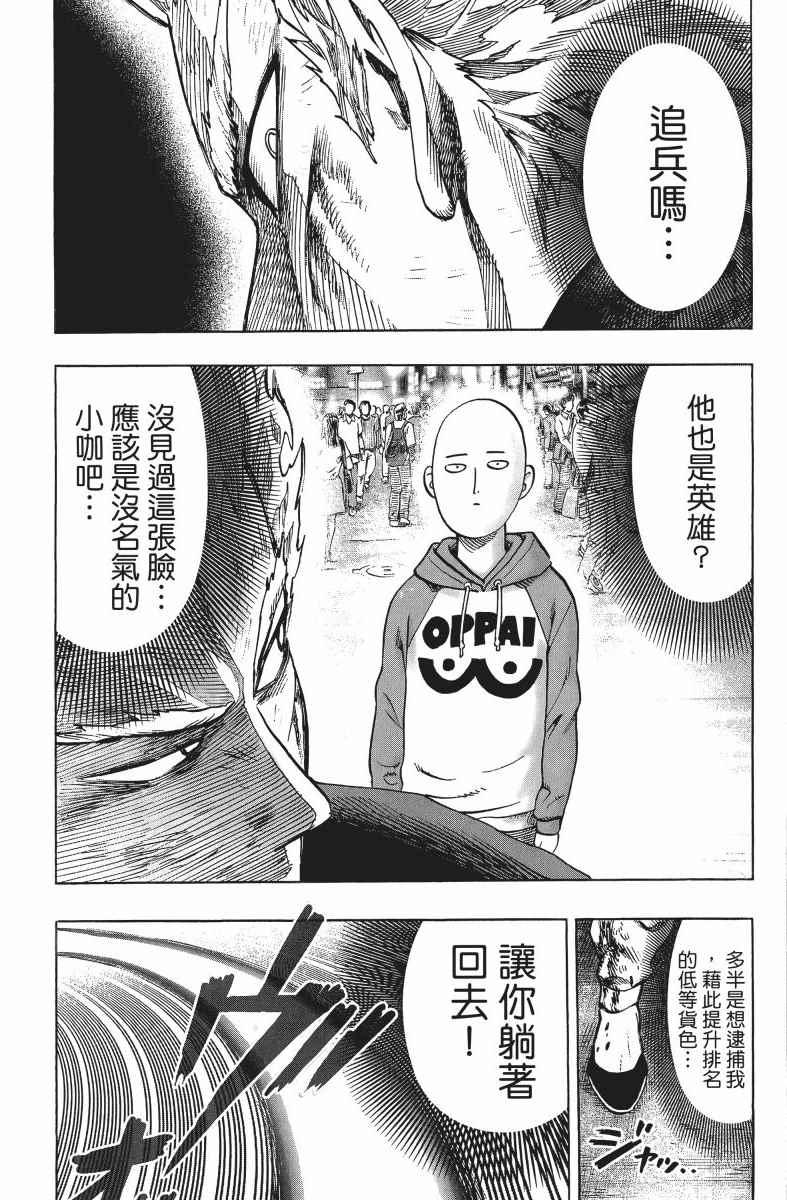 追兵嗎…
他也是英雄？
沒見過這張臉…
應該是沒名氣的
小咖吧…
OPPAI
多半是想逮捕我
，藉此提升排名
的低等貨色…
ジャッ‥
讓你躺著
回去！